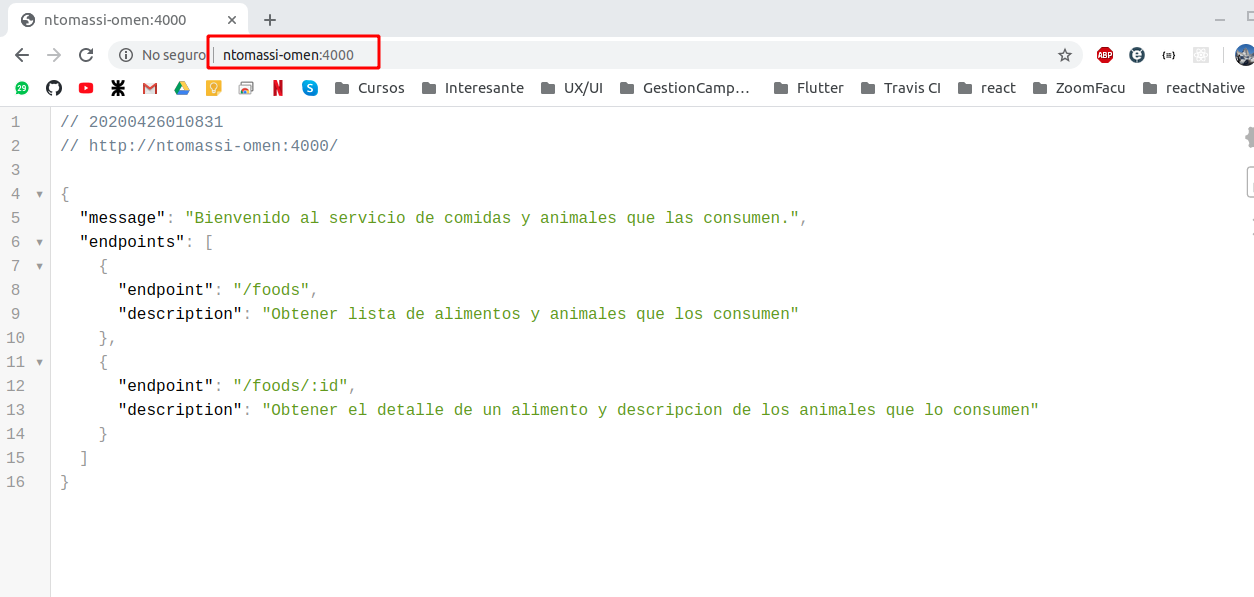 ntomassi-omen:4000
No seguro ntomassi-omen:4000 ABP
29 N S Cursos Interesante UX/UI GestionCamp... Flutter Travis CI react ZoomFacu reactNative
1 // 20200426010831
2 // http://ntomassi-omen:4000/
3
4 {
5 "message": "Bienvenido al servicio de comidas y animales que las consumen.",
6 "endpoints": [
7 {
8 "endpoint": "/foods",
9 "description": "Obtener lista de alimentos y animales que los consumen"
10 },
11 {
12 "endpoint": "/foods/:id",
13 "description": "Obtener el detalle de un alimento y descripcion de los animales que lo consumen"
14 }
15 ]
16 }